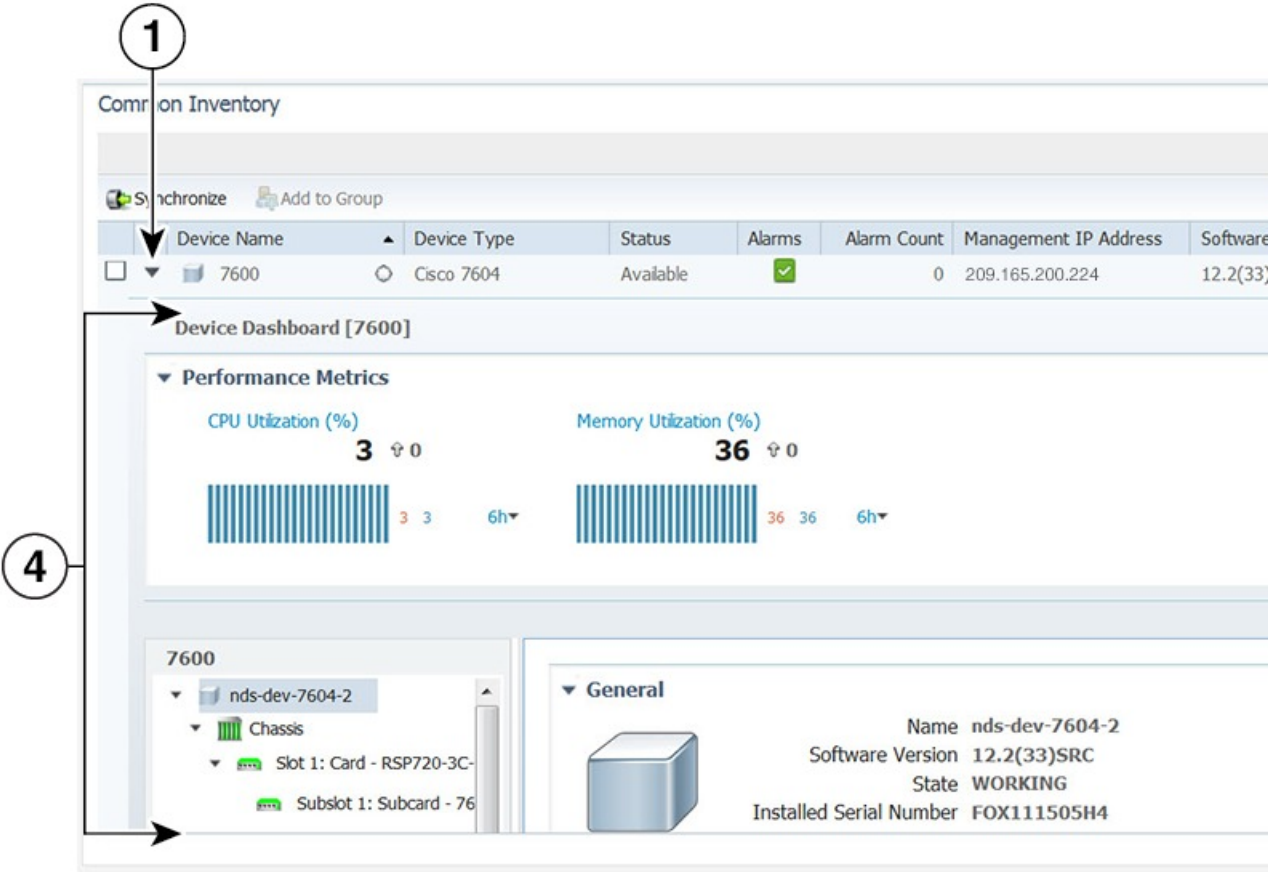 1
Common Inventory
Synchronize Add to Group
Device Name Device Type Status Alarms Alarm Count Management IP Address Software
7600 Cisco 7604 Available 0 209.165.200.224 12.2(33)
Device Dashboard [7600]
Performance Metrics
CPU Utilization (%) Memory Utilization (%)
3 0 36 0
3 3 6h 36 36 6h
4
7600
nds-dev-7604-2
Chassis
Slot 1: Card - RSP720-3C-
Subslot 1: Subcard - 76
General
Name nds-dev-7604-2
Software Version 12.2(33)SRC
State WORKING
Installed Serial Number FOX111505H4